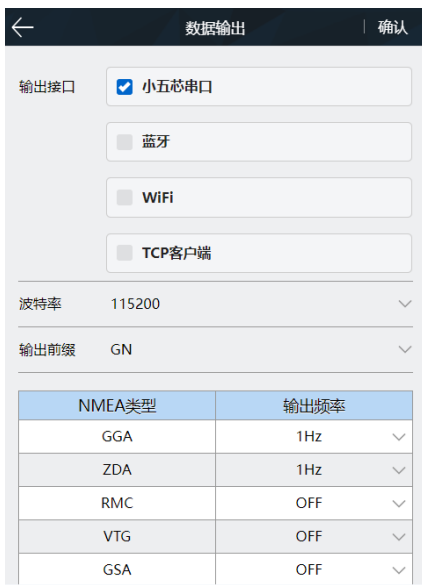 数据输出 确认
输出接口 小五芯串口
蓝牙
WiFi
TCP客户端
波特率 115200
输出前缀 GN
NMEA类型 输出频率
GGA 1Hz
ZDA 1Hz
RMC OFF
VTG OFF
GSA OFF